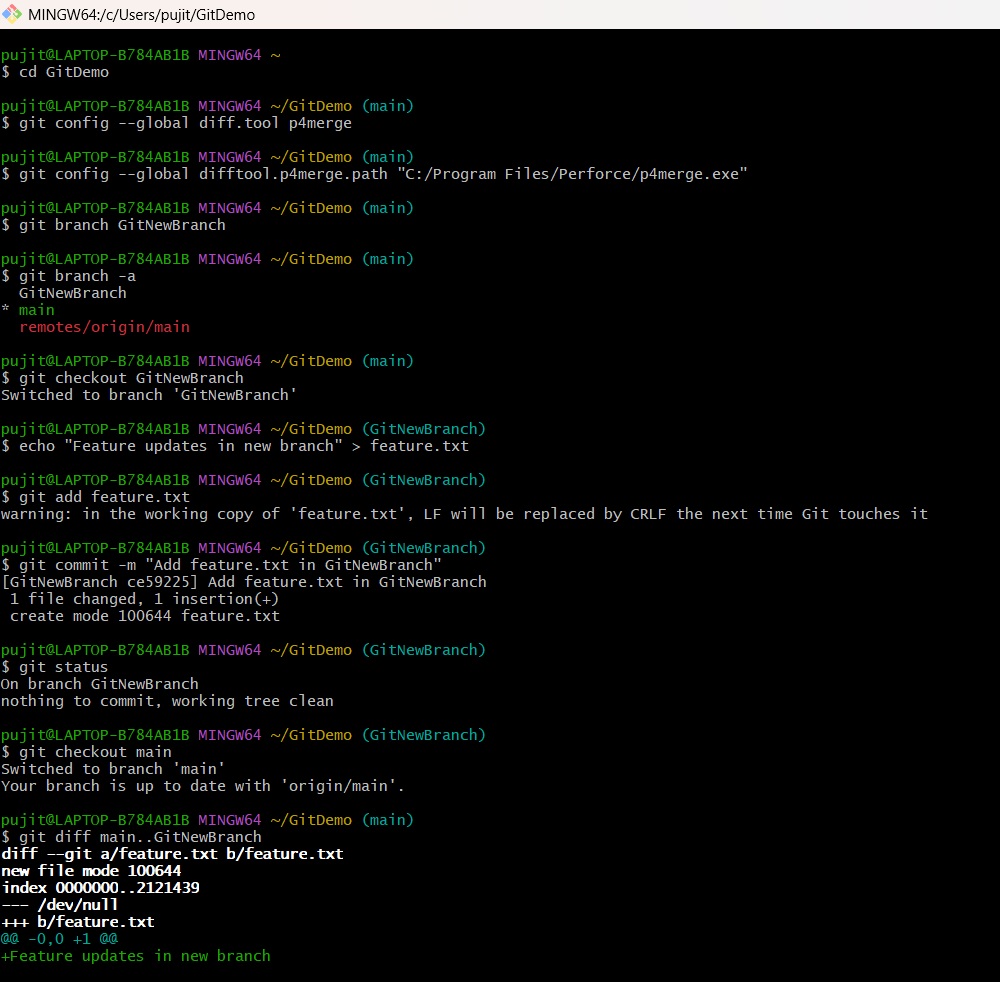 MINGW64:/c/Users/pujit/GitDemo
pujit@LAPTOP-B784AB1B MINGW64 ~
$ cd GitDemo
pujit@LAPTOP-B784AB1B MINGW64 ~/GitDemo (main)
$ git config --global diff.tool p4merge
pujit@LAPTOP-B784AB1B MINGW64 ~/GitDemo (main)
$ git config --global difftool.p4merge.path "C:/Program Files/Perforce/p4merge.exe"
pujit@LAPTOP-B784AB1B MINGW64 ~/GitDemo (main)
$ git branch GitNewBranch
pujit@LAPTOP-B784AB1B MINGW64 ~/GitDemo (main)
$ git branch -a
  GitNewBranch
* main
  remotes/origin/main
pujit@LAPTOP-B784AB1B MINGW64 ~/GitDemo (main)
$ git checkout GitNewBranch
Switched to branch 'GitNewBranch'
pujit@LAPTOP-B784AB1B MINGW64 ~/GitDemo (GitNewBranch)
$ echo "Feature updates in new branch" > feature.txt
pujit@LAPTOP-B784AB1B MINGW64 ~/GitDemo (GitNewBranch)
$ git add feature.txt
warning: in the working copy of 'feature.txt', LF will be replaced by CRLF the next time Git touches it
pujit@LAPTOP-B784AB1B MINGW64 ~/GitDemo (GitNewBranch)
$ git commit -m "Add feature.txt in GitNewBranch"
[GitNewBranch ce59225] Add feature.txt in GitNewBranch
 1 file changed, 1 insertion(+)
 create mode 100644 feature.txt
pujit@LAPTOP-B784AB1B MINGW64 ~/GitDemo (GitNewBranch)
$ git status
On branch GitNewBranch
nothing to commit, working tree clean
pujit@LAPTOP-B784AB1B MINGW64 ~/GitDemo (GitNewBranch)
$ git checkout main
Switched to branch 'main'
Your branch is up to date with 'origin/main'.
pujit@LAPTOP-B784AB1B MINGW64 ~/GitDemo (main)
$ git diff main..GitNewBranch
diff --git a/feature.txt b/feature.txt
new file mode 100644
index 0000000..2121439
--- /dev/null
+++ b/feature.txt
@@ -0,0 +1 @@
+Feature updates in new branch